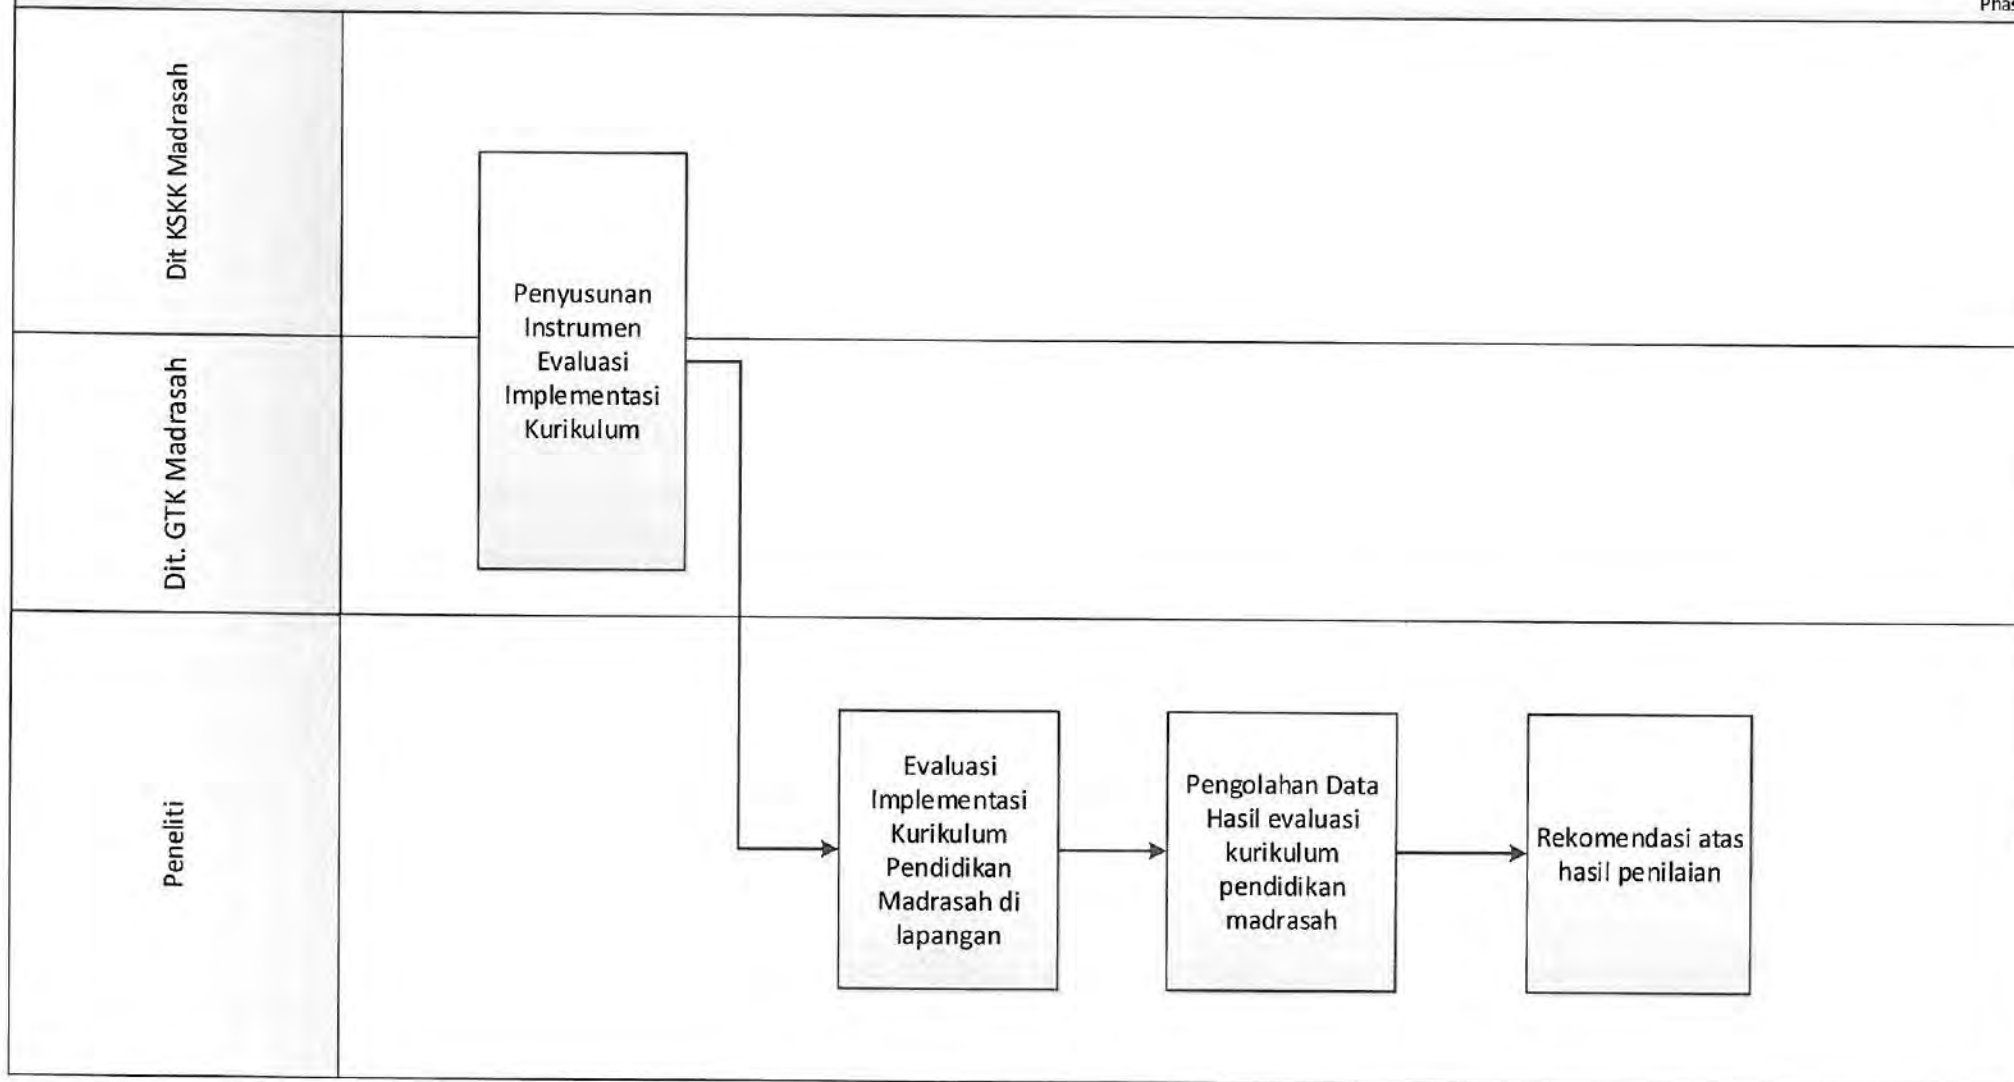 Dit KSKK Madrasah
Penyusunan
Instrumen
Evaluasi
Implementasi
Kurikulum
Dit. GTK Madrasah
Peneliti
Evaluasi
Implementasi
Kurikulum
Pendidikan
Madrasah di
lapangan
Pengolahan Data
Hasil evaluasi
kurikulum
pendidikan
madrasah
Rekomendasi atas
hasil penilaian